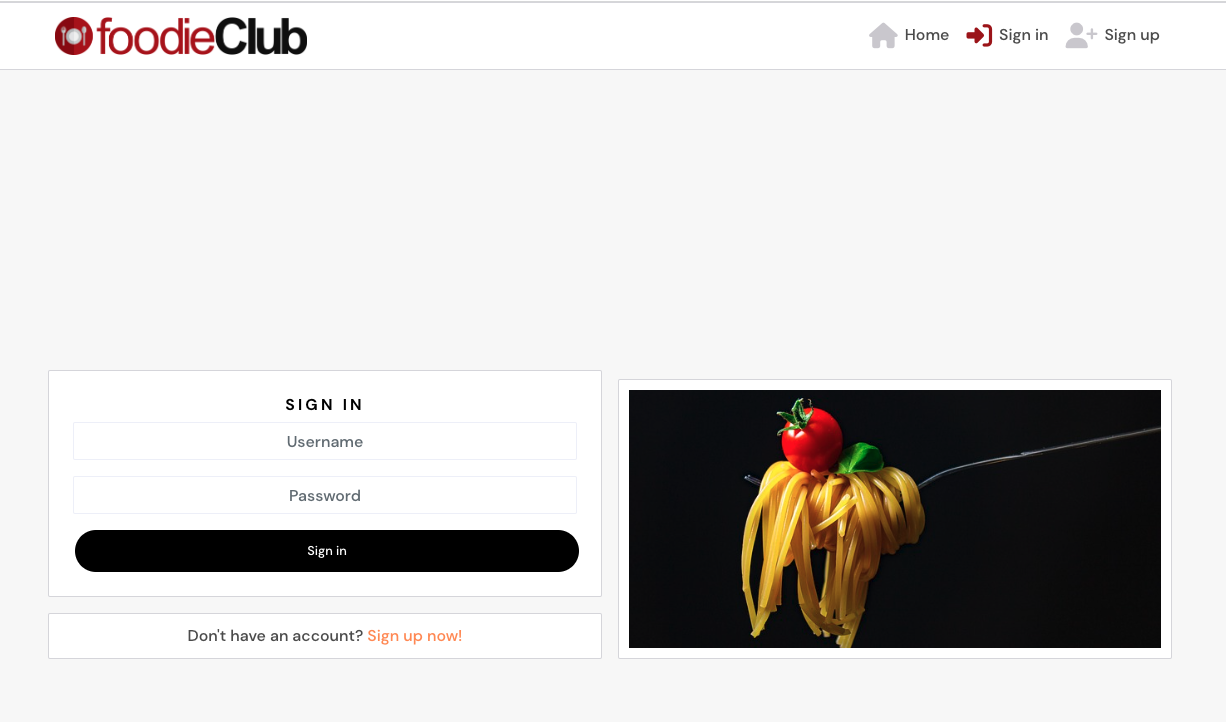 foodieClub
Home Sign in Sign up
SIGN IN
Username
Password
Sign in
Don't have an account? Sign up now!